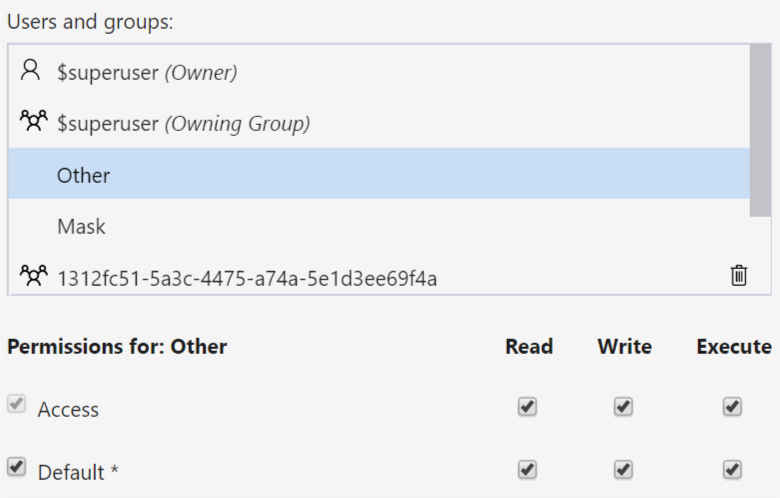 Users and groups:
$superuser (Owner)
$superuser (Owning Group)
Other
Mask
1312fc51-5a3c-4475-a74a-5e1d3ee69f4a
Permissions for: Other Read Write Execute
Access
Default *